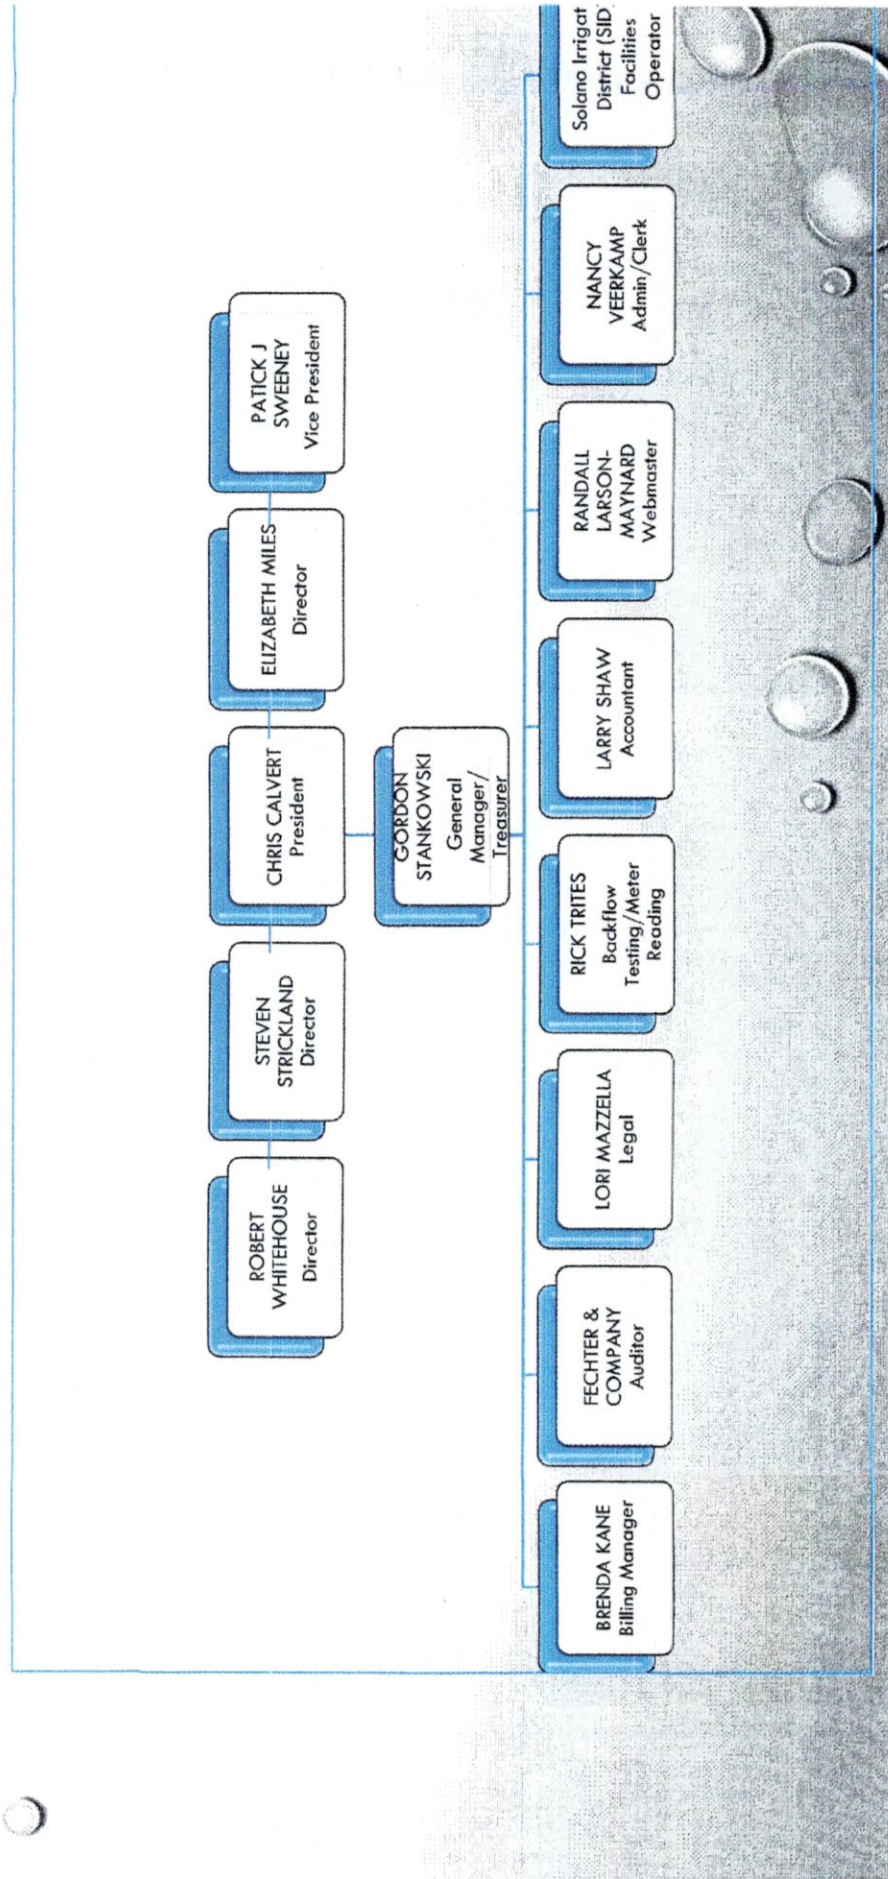 ROBERT
WHITEHOUSE
Director
STEVEN
STRICKLAND
Director
CHRIS CALVERT
President
ELIZABETH MILES
Director
PATICK J
SWEENEY
Vice President
GORDON
STANKOWSKI
General
Manager/
Treasurer
BRENDA KANE
Billing Manager
FECHTER &
COMPANY
Auditor
LORI MAZZELLA
Legal
RICK TRITES
Backflow
Testing/Meter
Reading
LARRY SHAW
Accountant
RANDALL
LARSON-
MAYNARD
Webmaster
NANCY
VEERKAMP
Admin/Clerk
Solano Irrigat
District (SID
Facilities
Operator